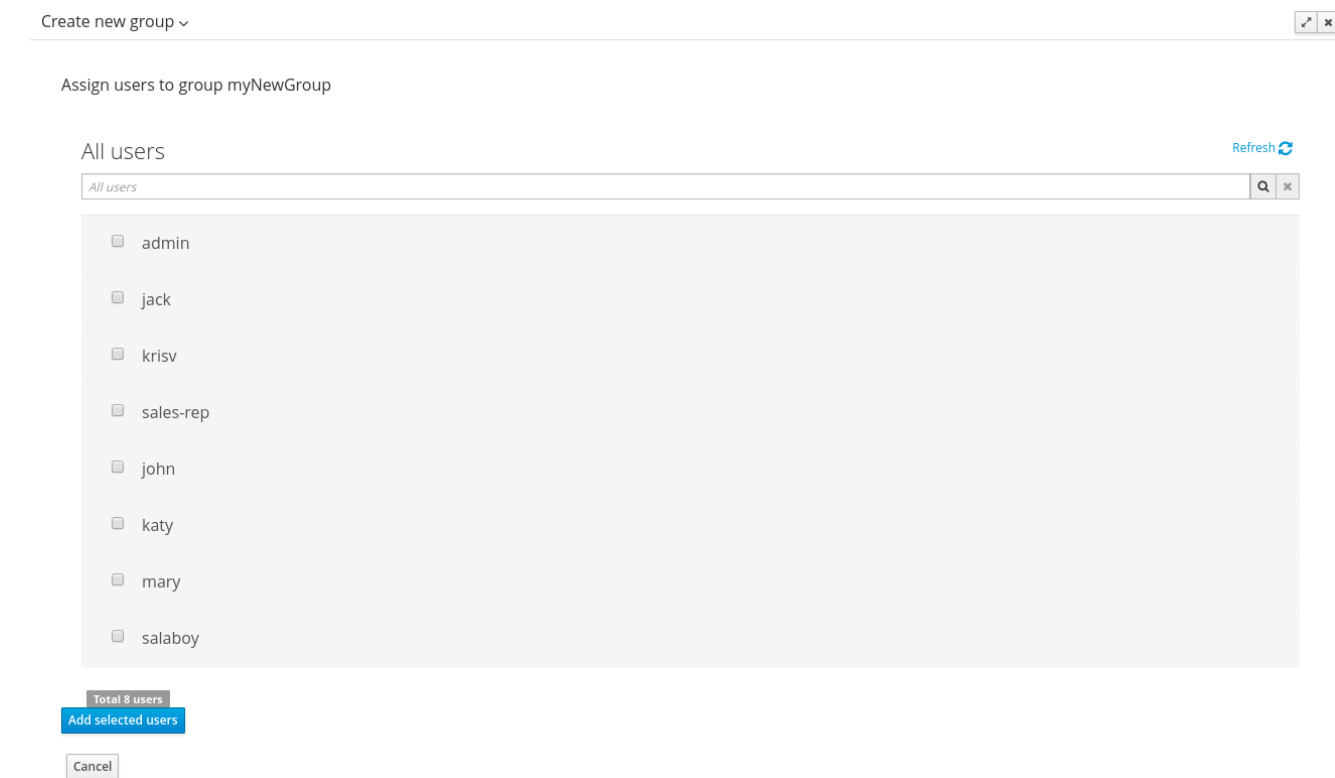 Create new group
Assign users to group myNewGroup
All users
Refresh
All users
admin
jack
krisv
sales-rep
john
katy
mary
salaboy
Total 8 users
Add selected users
Cancel